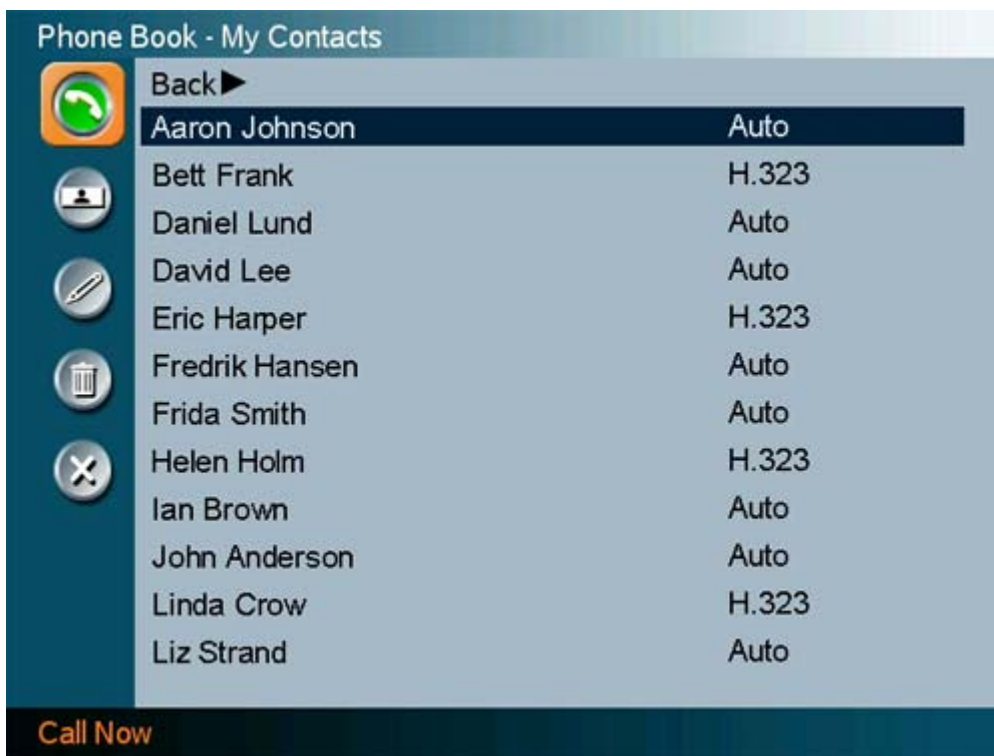 Phone Book - My Contacts
Back▶
Aaron Johnson Auto
Bett Frank H.323
Daniel Lund Auto
David Lee Auto
Eric Harper H.323
Fredrik Hansen Auto
Frida Smith Auto
Helen Holm H.323
Ian Brown Auto
John Anderson Auto
Linda Crow H.323
Liz Strand Auto
Call Now